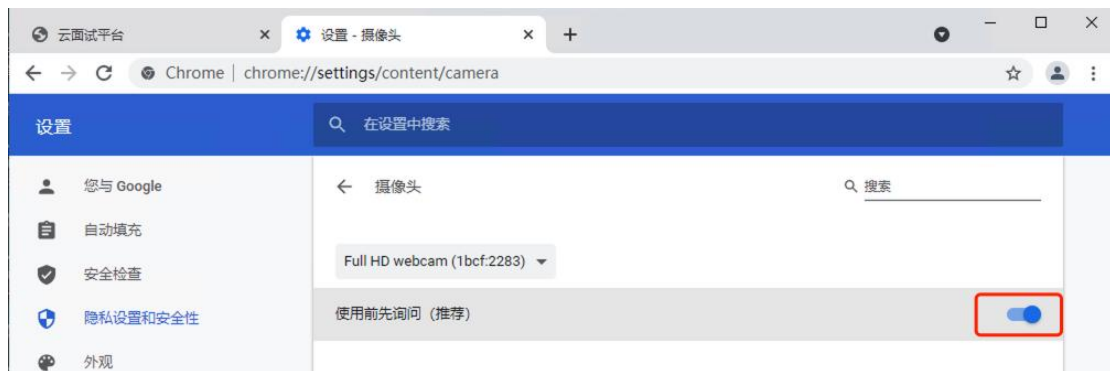 云面试平台
设置 - 摄像头
Chrome | chrome://settings/content/camera
设置
在设置中搜索
您与 Google
摄像头
搜索
自动填充
Full HD webcam (1bcf:2283)
安全检查
使用前先询问（推荐）
隐私设置和安全性
外观